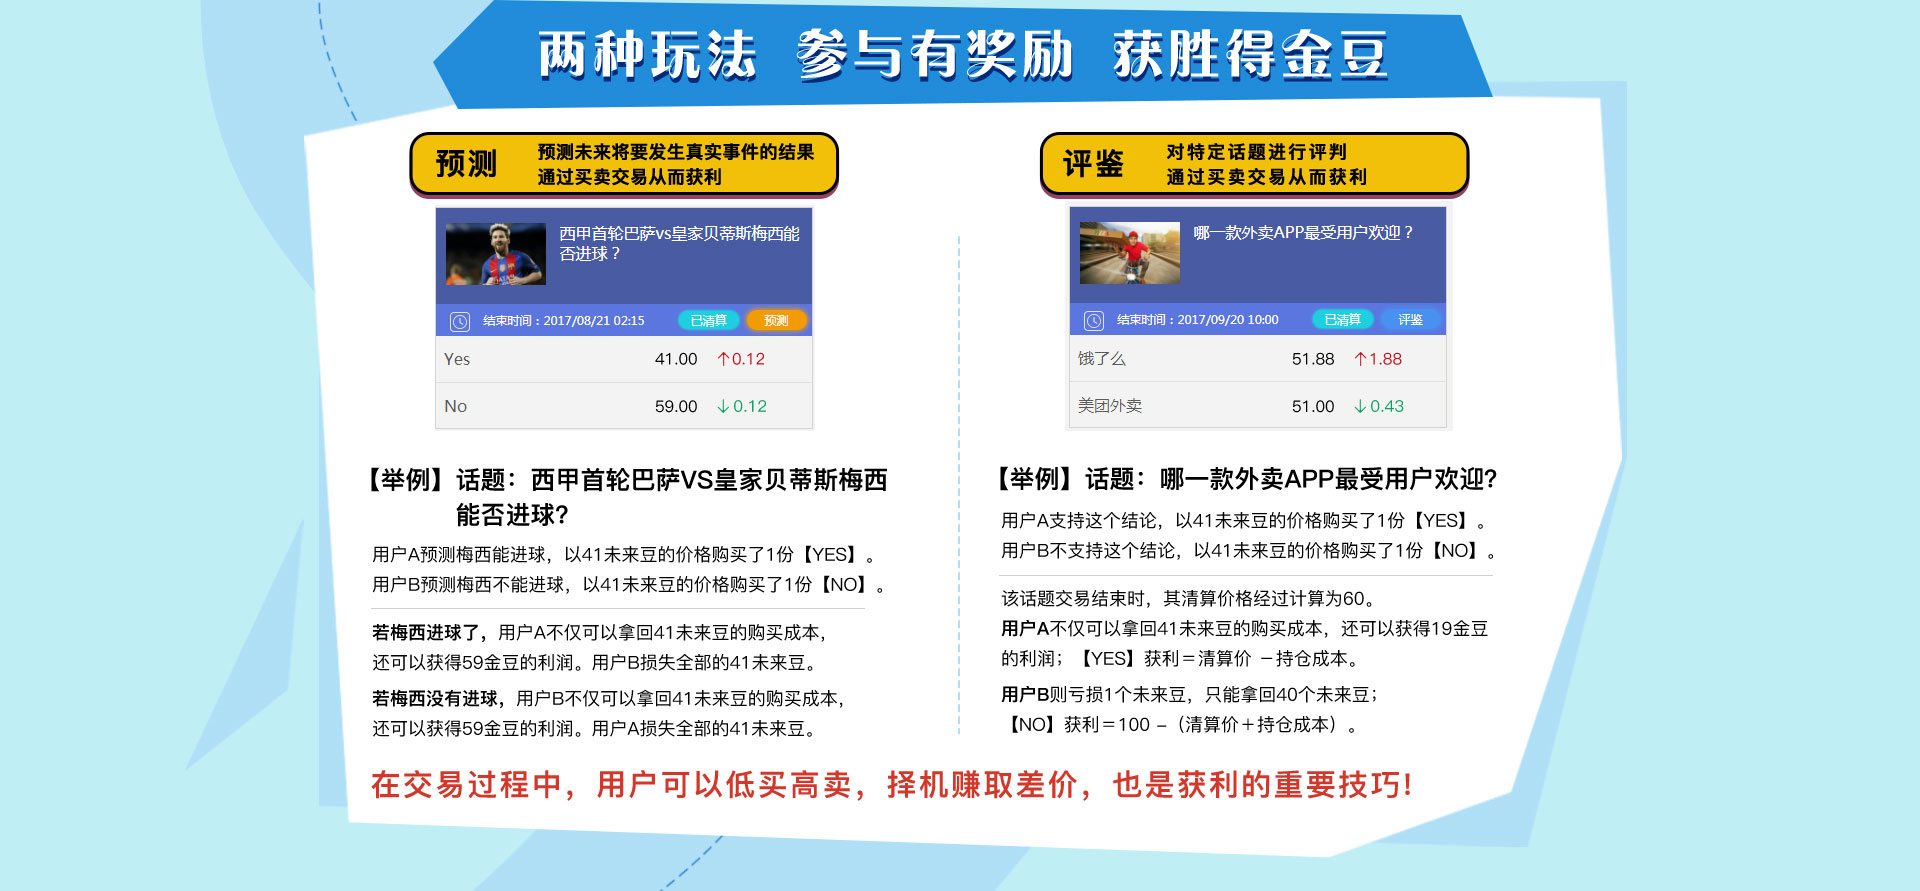 两种玩法 参与有奖励 获胜得金豆
预测
预测未来将要发生真实事件的结果
通过买卖交易从而获利
西甲首轮巴萨vs皇家贝蒂斯梅西能
否进球？
结束时间：2017/08/21 02:15 已清算 预测
Yes 41.00 ↑0.12
No 59.00 ↓0.12
【举例】话题：西甲首轮巴萨VS皇家贝蒂斯梅西
能否进球?
用户A预测梅西能进球，以41未来豆的价格购买了1份【YES】。
用户B预测梅西不能进球，以41未来豆的价格购买了1份【NO】。
若梅西进球了，用户A不仅可以拿回41未来豆的购买成本，
还可以获得59金豆的利润。用户B损失全部的41未来豆。
若梅西没有进球，用户B不仅可以拿回41未来豆的购买成本，
还可以获得59金豆的利润。用户A损失全部的41未来豆。
评鉴
对特定话题进行评判
通过买卖交易从而获利
哪一款外卖APP最受用户欢迎？
结束时间：2017/09/20 10:00 已清算 评鉴
饿了么 51.88 ↑1.88
美团外卖 51.00 ↓0.43
【举例】话题：哪一款外卖APP最受用户欢迎?
用户A支持这个结论，以41未来豆的价格购买了1份【YES】。
用户B不支持这个结论，以41未来豆的价格购买了1份【NO】。
该话题交易结束时，其清算价格经过计算为60。
用户A不仅可以拿回41未来豆的购买成本，还可以获得19金豆
的利润；【YES】获利＝清算价 －持仓成本。
用户B则亏损1个未来豆，只能拿回40个未来豆；
【NO】获利＝100 -（清算价＋持仓成本）。
在交易过程中，用户可以低买高卖，择机赚取差价，也是获利的重要技巧!